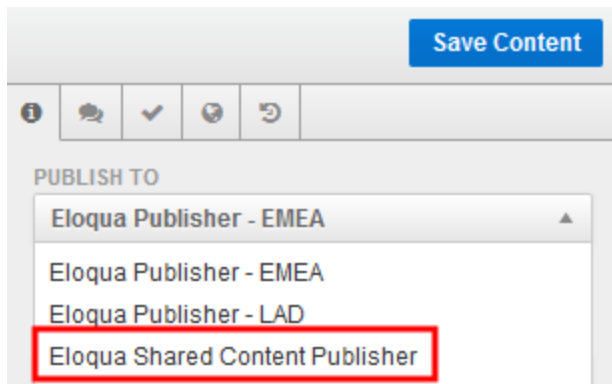 Save Content
PUBLISH TO
Eloqua Publisher - EMEA
Eloqua Publisher - EMEA
Eloqua Publisher - LAD
Eloqua Shared Content Publisher